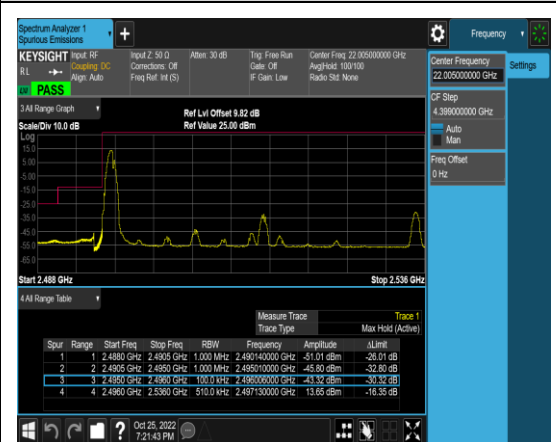 Spectrum Analyzer 1
Spurious Emissions
Frequency
KEYSIGHT Input: RF Input Z: 50 Ω Atten: 30 dB Trig: Free Run Center Freq: 22.005000000 GHz
RL Coupling: DC Corrections: Off Gate: Off Avg|Hold: 100/100
Align: Auto Freq Ref: Int (S) IF Gain: Low Radio Std: None
PASS
Center Frequency
22.005000000 GHz
Settings
CF Step
4.399000000 GHz
Auto
Man
Freq Offset
0 Hz
3 All Range Graph
Ref Lvl Offset 9.82 dB
Scale/Div 10.0 dB Ref Value 25.00 dBm
Log
15.0
5.00
-5.00
-15.0
-25.0
-35.0
-45.0
-55.0
-65.0
Start 2.488 GHz Stop 2.536 GHz
4 All Range Table
Measure Trace Trace 1
Trace Type Max Hold (Active)
Spur Range Start Freq Stop Freq RBW Frequency Amplitude ΔLimit
1 1 2.4880 GHz 2.4905 GHz 1.000 MHz 2.490140000 GHz -51.01 dBm -26.01 dB
2 2 2.4905 GHz 2.4950 GHz 1.000 MHz 2.495010000 GHz -45.80 dBm -32.80 dB
3 3 2.4950 GHz 2.4960 GHz 100.0 kHz 2.496006000 GHz -43.32 dBm -30.32 dB
4 4 2.4960 GHz 2.5360 GHz 510.0 kHz 2.497130000 GHz 13.65 dBm -16.35 dB
Oct 25, 2022
7:21:43 PM